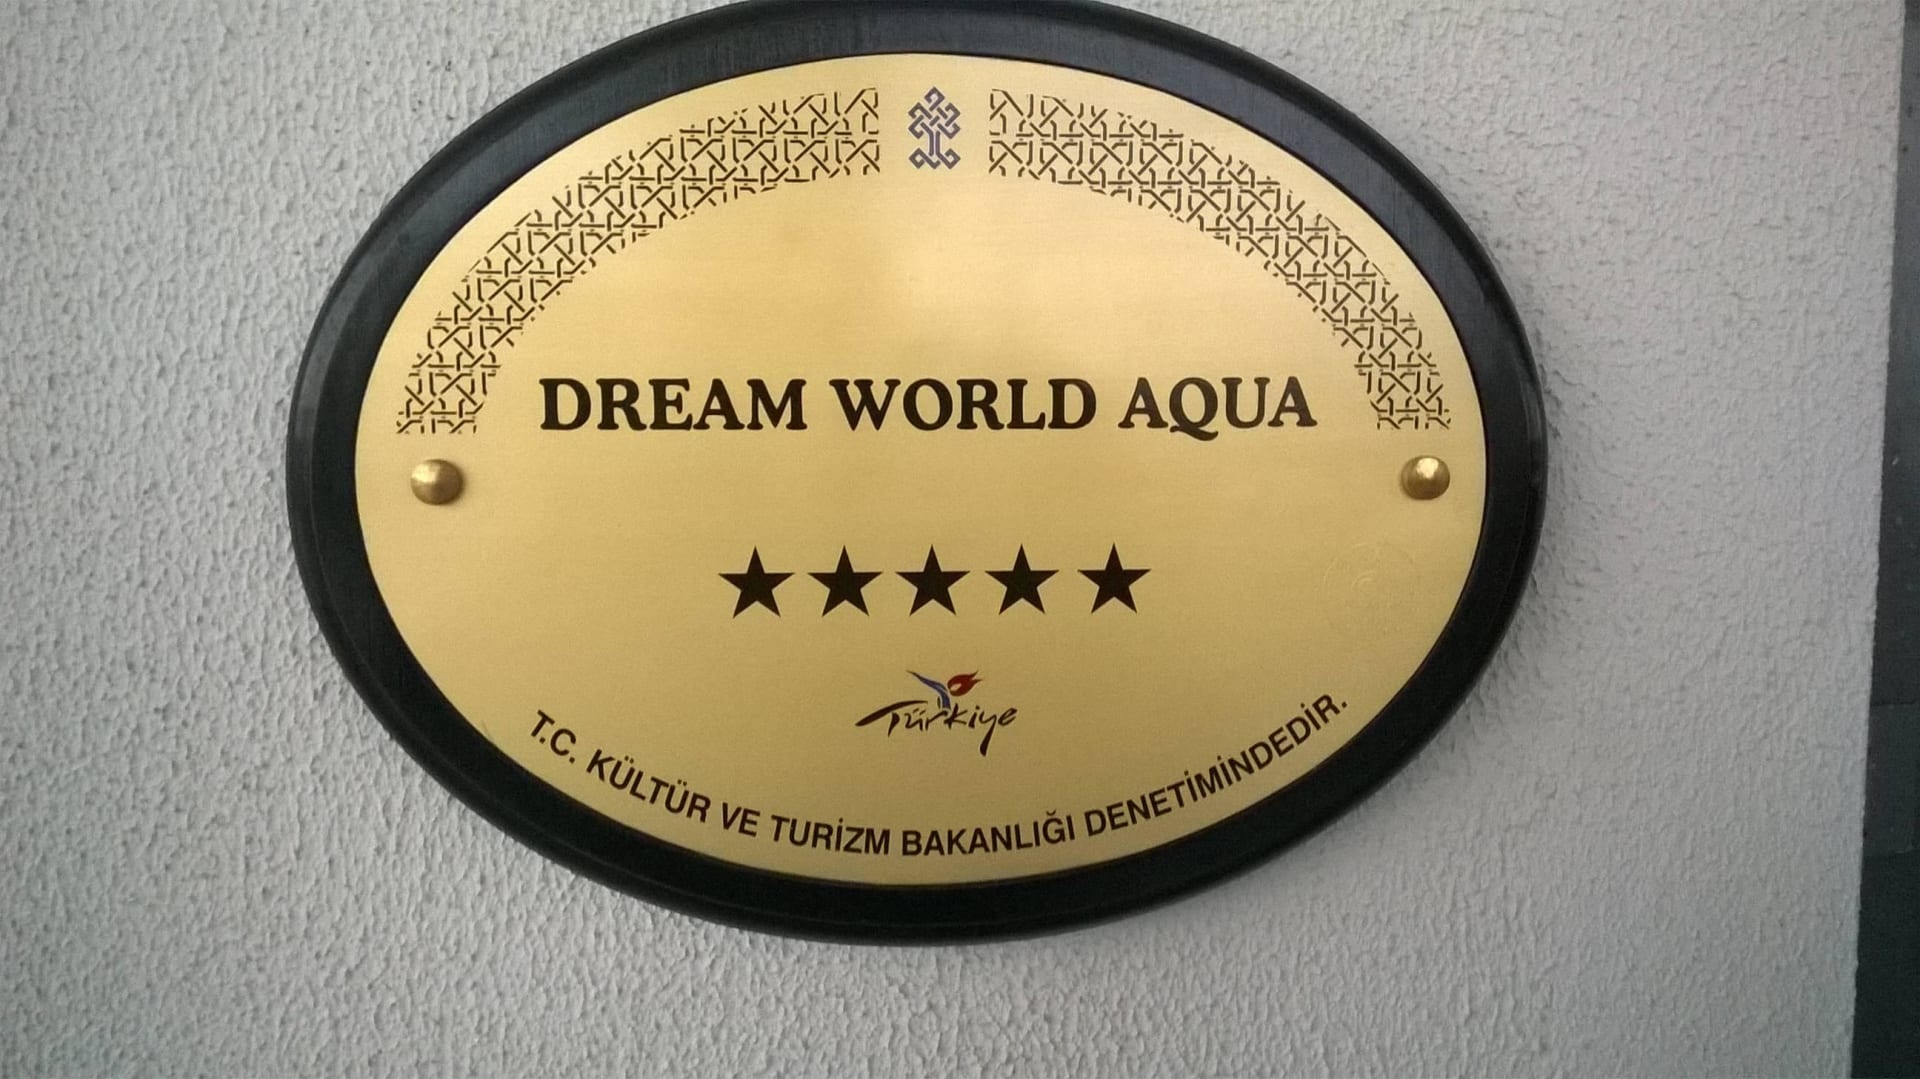 DREAM WORLD AQUA
Türkiye
T.C. KÜLTÜR VE TURİZM BAKANLIĞI DENETİMİNDEDİR.